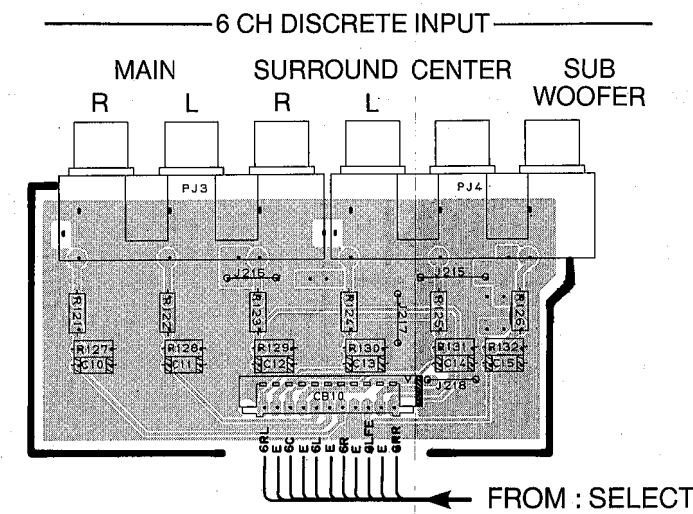 6 CH DISCRETE INPUT
MAIN SURROUND CENTER SUB WOOFER
R L R L
PJ3 PJ4
J216 J215
R121 R122 R123 R124 J217 R125 R126
R127 R128 R129 R130 R131 R132
C10 C11 C12 C13 C14 C15
J218
CB10
6RL E 6C E 6L E 6R E 6LFE E 6RR
FROM : SELECT